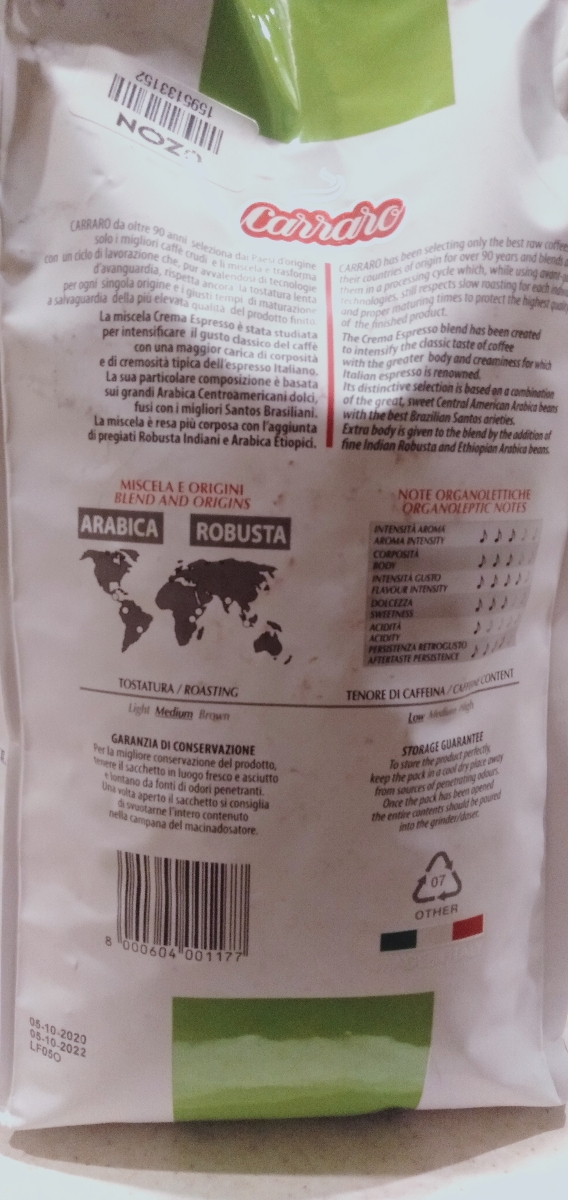 1595133152
OZON
Carraro
CARRARO da oltre 90 anni seleziona dai Paesi d'origine
solo i migliori caffè crudi e li miscela e trasforma
con un ciclo di lavorazione che, pur avvalendosi di tecnologie
d'avanguardia, rispetta ancora la tostatura lenta
per ogni singola origine e i giusti tempi di maturazione
a salvaguardia della più elevata qualità del prodotto finito
La miscela Crema Espresso è stata studiata
per intensificare il gusto classico del caffè
con una maggior carica di corposità
e di cremosità tipica dell'espresso Italiano.
La sua particolare composizione è basata
sui grandi Arabica Centroamericani dolci,
fusi con i migliori Santos Brasiliani.
La miscela è resa più corposa con l'aggiunta
di pregiati Robusta Indiani e Arabica Etiopici.
CARRARO has been selecting only the best raw coffee
their countries of origin for over 90 years and blends
them in a processing cycle which, while using avant-g
technologies, still respects slow roasting for each indi
and proper maturing times to protect the highest quality
of the finished product.
The Crema Espresso blend has been created
to intensify the classic taste of coffee
with the greater body and creaminess for which
Italian espresso is renowned.
Its distinctive selection is based on a combination
of the great, sweet Central American Arabica beans
with the best Brazilian Santos arieties.
Extra body is given to the blend by the addition of
fine Indian Robusta and Ethiopian Arabica beans.
MISCELA E ORIGINI
BLEND AND ORIGINS
ARABICA ROBUSTA
NOTE ORGANOLETTICHE
ORGANOLEPTIC NOTES
INTENSITÀ AROMA
AROMA INTENSITY
CORPOSITÀ
BODY
INTENSITÀ GUSTO
FLAVOUR INTENSITY
DOLCEZZA
SWEETNESS
ACIDITÀ
ACIDITY
PERSISTENZA RETROGUSTO
AFTERTASTE PERSISTENCY
TOSTATURA / ROASTING
Light Medium Brown
TENORE DI CAFFEINA / CAFFEINE CONTENT
Low Medium High
GARANZIA DI CONSERVAZIONE
Per la migliore conservazione del prodotto,
tenere il sacchetto in luogo fresco e asciutto
e lontano da fonti di odori penetranti.
Una volta aperto il sacchetto si consiglia
di svuotarne l'intero contenuto
nella campana del macinadosatore.
STORAGE GUARANTEE
To store the product perfectly,
keep the pack in a cool dry place away
from sources of penetrating odours.
Once the pack has been opened
the entire contents should be poured
into the grinder/doser.
8 000604 001177
07
OTHER
05-10-2020
05-10-2022
LF050